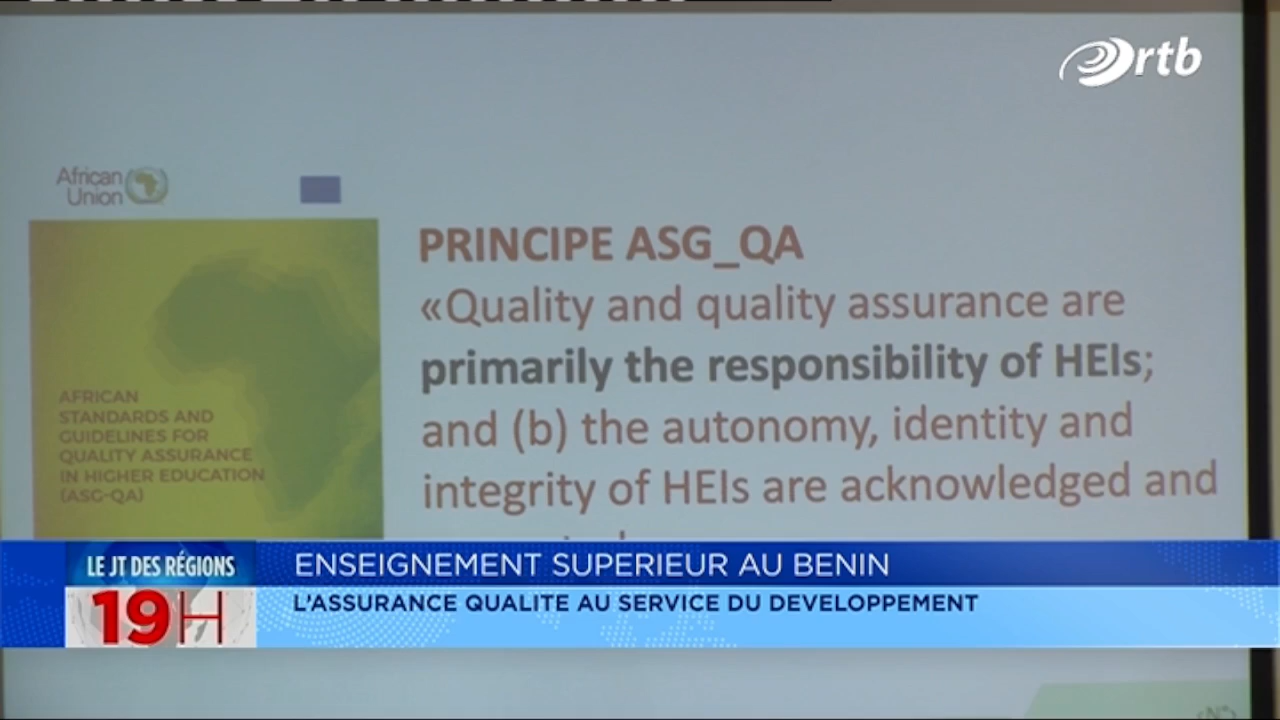 ortb
African
Union
PRINCIPE ASG_QA
«Quality and quality assurance are
primarily the responsibility of HEIs;
and (b) the autonomy, identity and
integrity of HEIs are acknowledged and
AFRICAN
STANDARDS AND
GUIDELINES FOR
QUALITY ASSURANCE
IN HIGHER EDUCATION
(ASG-QA)
LE JT DES RÉGIONS
19H
ENSEIGNEMENT SUPERIEUR AU BENIN
L'ASSURANCE QUALITE AU SERVICE DU DEVELOPPEMENT